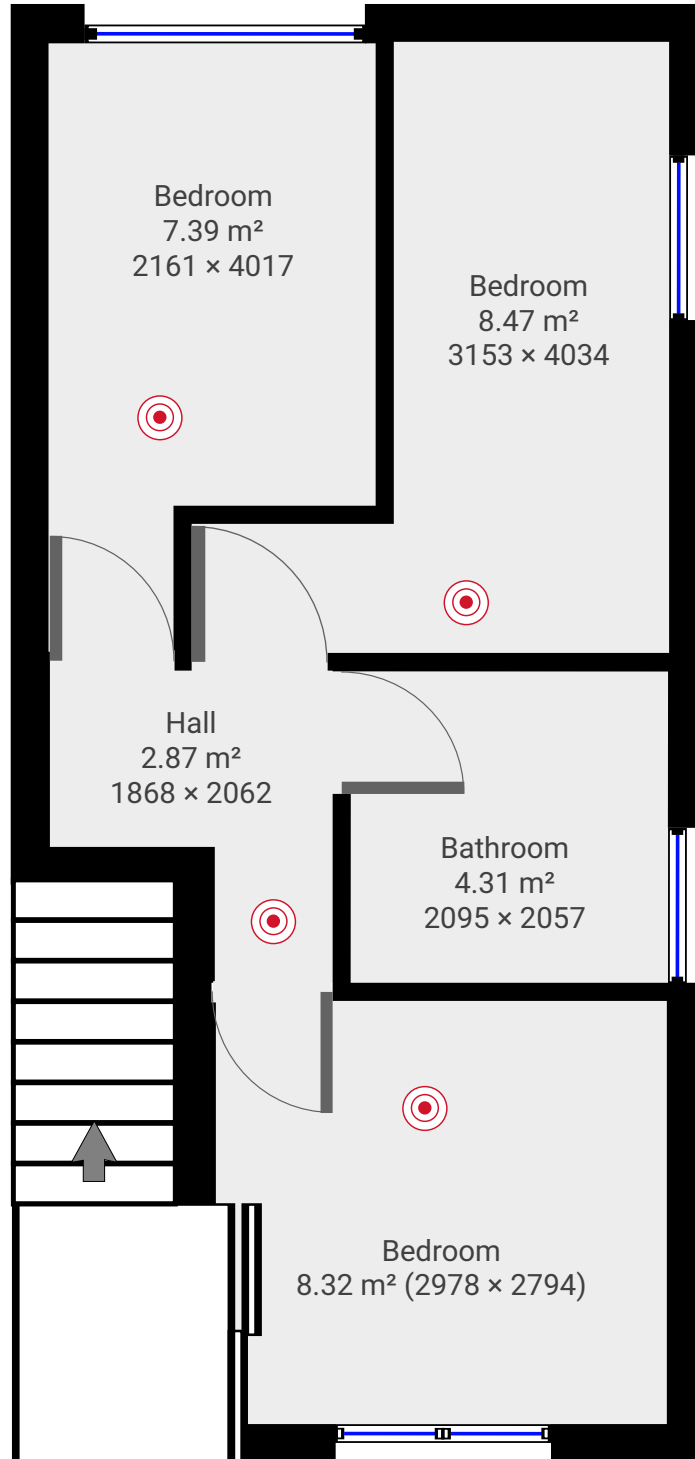 Bedroom
7.39 m²
2161 × 4017
Bedroom
8.47 m²
3153 × 4034
Hall
2.87 m²
1868 × 2062
Bathroom
4.31 m²
2095 × 2057
Bedroom
8.32 m² (2978 × 2794)